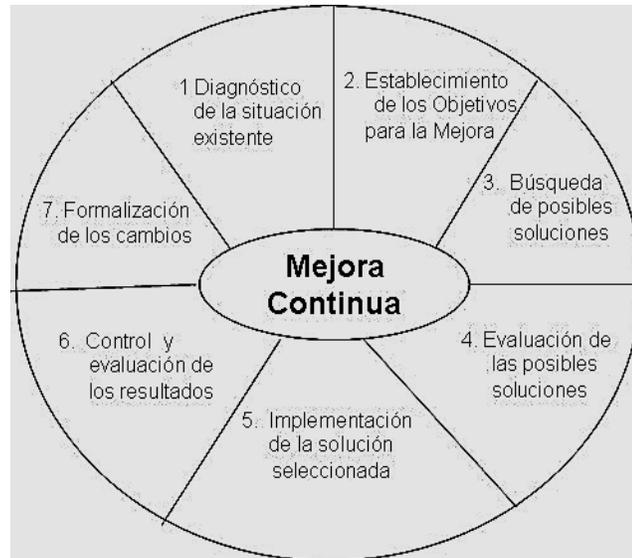 1 Diagnóstico
de la situación
existente
2. Establecimiento
de los Objetivos
para la Mejora
3. Búsqueda
de posibles
soluciones
4. Evaluación de
las posibles
soluciones
5. Implementación
de la solución
seleccionada
6. Control y
evaluación de
los resultados
7. Formalización
de los cambios
Mejora
Continua